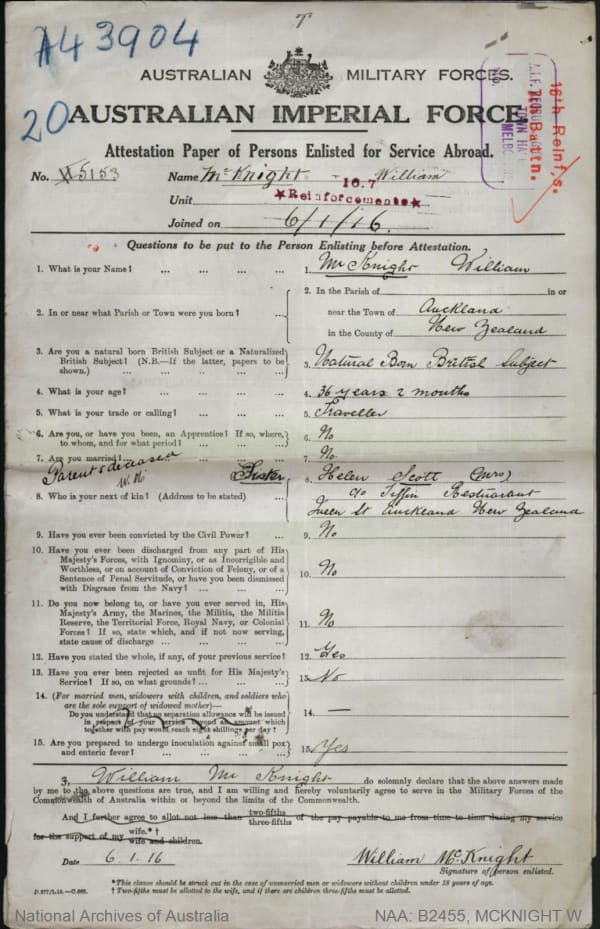 T
A43904
AUSTRALIAN MILITARY FORCES.
20
AUSTRALIAN IMPERIAL FORCE.
A.I.F.
No.
TOWN HALL
MELBO
16th Reinf,s.
7th Battn.
Attestation Paper of Persons Enlisted for Service Abroad.
No. 5153 Name McKnight William
Unit 16.7
★Reinforcements★
Joined on 6/1/16.
Questions to be put to the Person Enlisting before Attestation.
1. What is your Name? ... ... ... ... 1. McKnight William
2. In or near what Parish or Town were you born? ... 2. In the Parish of in or
near the Town of Auckland
in the County of New Zealand
3. Are you a natural born British Subject or a Naturalized
British Subject? (N.B.—If the latter, papers to be
shown.) ... ... ... ... 3. Natural Born British Subject
4. What is your age? ... ... ... ... 4. 36 years 2 months
5. What is your trade or calling? ... ... ... 5. Traveller
6. Are you, or have you been, an Apprentice? If so, where,
to whom, and for what period? ... ... ... 6. No
7. Are you married? ... ... ... 7. No
Parents deceased
W. McK
Sister
8. Who is your next of kin? (Address to be stated) ... 8. Helen Scott (Mrs)
c/o Tiffin Restuarant
Queen St Auckland New Zealand
9. Have you ever been convicted by the Civil Power? ... 9. No
10. Have you ever been discharged from any part of His
Majesty's Forces, with Ignominy, or as Incorrigible and
Worthless, or on account of Conviction of Felony, or of a
Sentence of Penal Servitude, or have you been dismissed
with Disgrace from the Navy? ... ... ... 10. No
11. Do you now belong to, or have you ever served in, His
Majesty's Army, the Marines, the Militia, the Militia
Reserve, the Territorial Force, Royal Navy, or Colonial
Forces? If so, state which, and if not now serving,
state cause of discharge ... ... ... ... 11. No
12. Have you stated the whole, if any, of your previous service? 12. Yes
13. Have you ever been rejected as unfit for His Majesty's
Service? If so, on what grounds? ... ... ... 13. No
14. (For married men, widowers with children, and soldiers who
are the sole support of widowed mother)—
Do you understand that no separation allowance will be issued
in respect of your service beyond an amount which
together with pay would reach eight shillings per day? 14. —
15. Are you prepared to undergo inoculation against small pox
and enteric fever? ... ... ... ... 15. Yes
I, William McKnight do solemnly declare that the above answers made
by me to the above questions are true, and I am willing and hereby voluntarily agree to serve in the Military Forces of the
Commonwealth of Australia within or beyond the limits of the Commonwealth.
And I further agree to allot not less than two-fifths three-fifths of the pay payable to me from time to time during my service
for the support of my wife.*†
wife and children.
Date 6.1.16 William McKnight
Signature of person enlisted.
*This clause should be struck out in the case of unmarried men or widowers without children under 18 years of age.
† Two-fifths must be allotted to the wife, and if there are children three-fifths must be allotted.
National Archives of Australia NAA: B2455, MCKNIGHT W